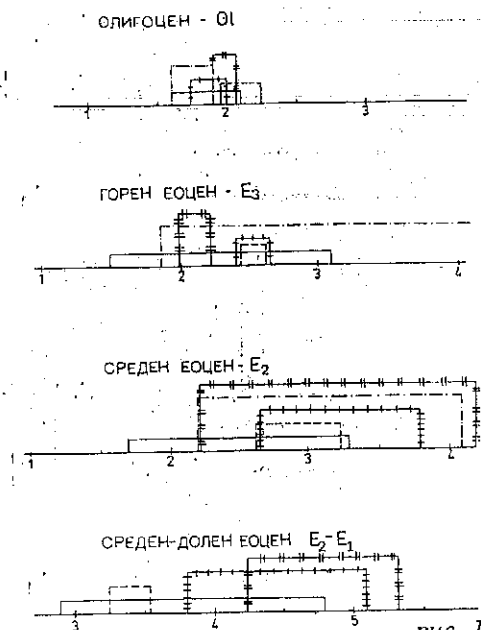 ОЛИГОЦЕН - Ol
1 2 3
ГОРЕН ЕОЦЕН - E3
1 2 3 4
СРЕДЕН ЕОЦЕН - E2
1 2 3 4
СРЕДЕН-ДОЛЕН ЕОЦЕН E2-E1
3 4 5